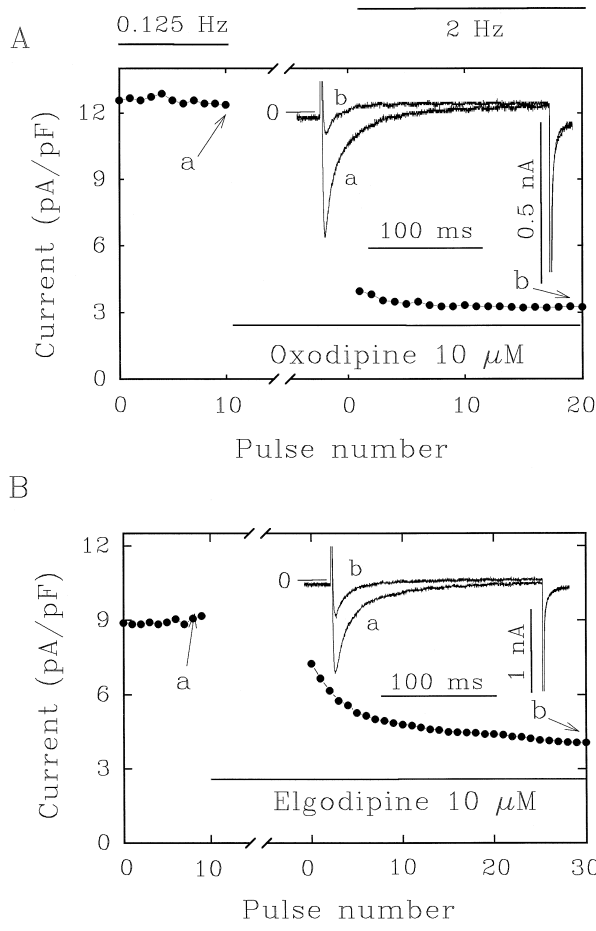 0.125 Hz
2 Hz
A
12
9
6
3
0
Current (pA/pF)
a
0
b
a
100 ms
0.5 nA
b
Oxodipine 10 μM
0 10 0 10 20
Pulse number
B
12
9
6
3
0
Current (pA/pF)
a
0
b
a
100 ms
1 nA
b
Elgodipine 10 μM
0 10 0 10 20 30
Pulse number